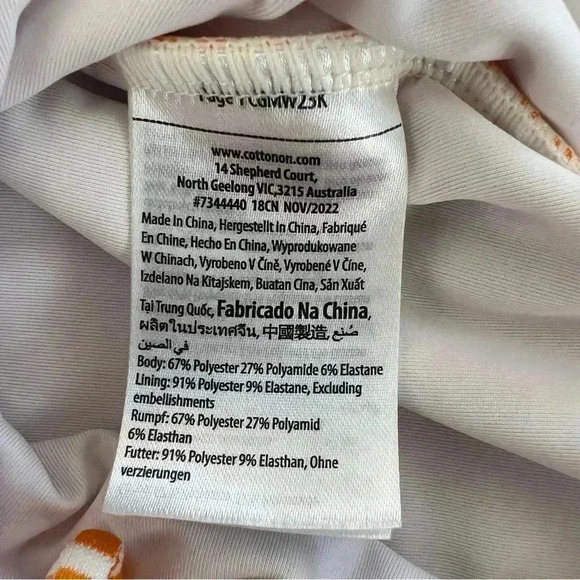 www.cottonon.com
14 Shepherd Court,
North Geelong VIC,3215 Australia
#7344440 18CN NOV/2022
Made In China, Hergestellt In China, Fabriqué
En Chine, Hecho En China, Wyprodukowane
W Chinach, Vyrobeno V Číně, Vyrobené V Číne,
Izdelano Na Kitajskem, Buatan Cina, Sản Xuất
Tại Trung Quốc, Fabricado Na China,
ผลิตในประเทศจีน, 中國製造, صُنع
في الصين
Body: 67% Polyester 27% Polyamide 6% Elastane
Lining: 91% Polyester 9% Elastane, Excluding
embellishments
Rumpf: 67% Polyester 27% Polyamid
6% Elasthan
Futter: 91% Polyester 9% Elasthan, Ohne
verzierungen